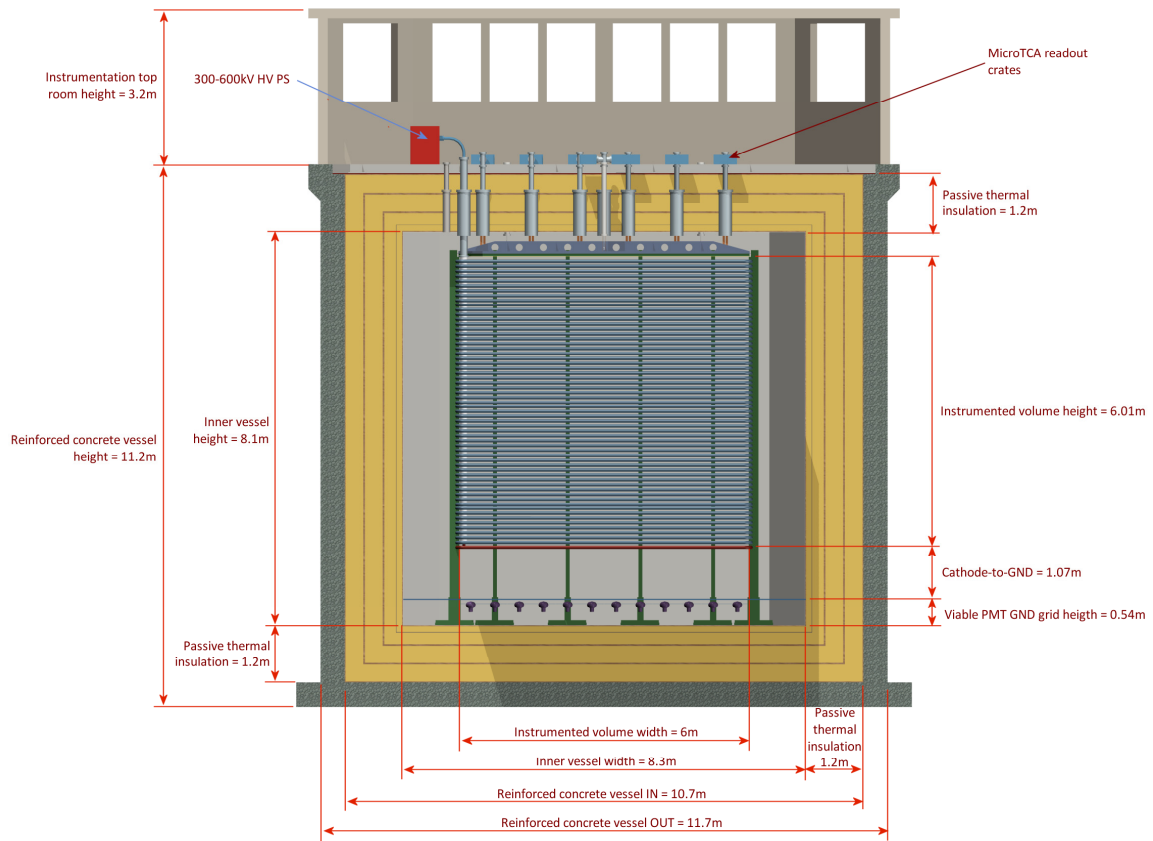 Instrumentation top
room height = 3.2m
300-600kV HV PS
MicroTCA readout
crates
Passive thermal
insulation = 1.2m
Inner vessel
height = 8.1m
Reinforced concrete vessel
height = 11.2m
Instrumented volume height = 6.01m
Cathode-to-GND = 1.07m
Viable PMT GND grid heigth = 0.54m
Passive thermal
insulation = 1.2m
Instrumented volume width = 6m
Passive
thermal
insulation
1.2m
Inner vessel width = 8.3m
Reinforced concrete vessel IN = 10.7m
Reinforced concrete vessel OUT = 11.7m